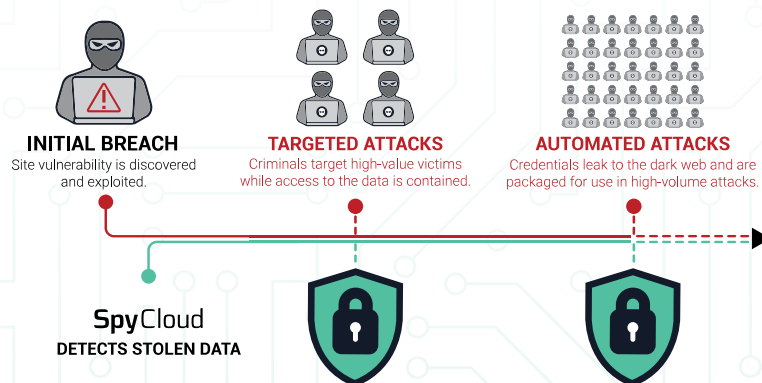 INITIAL BREACH
Site vulnerability is discovered
and exploited.
TARGETED ATTACKS
Criminals target high-value victims
while access to the data is contained.
AUTOMATED ATTACKS
Credentials leak to the dark web and are
packaged for use in high-volume attacks.
SpyCloud
DETECTS STOLEN DATA